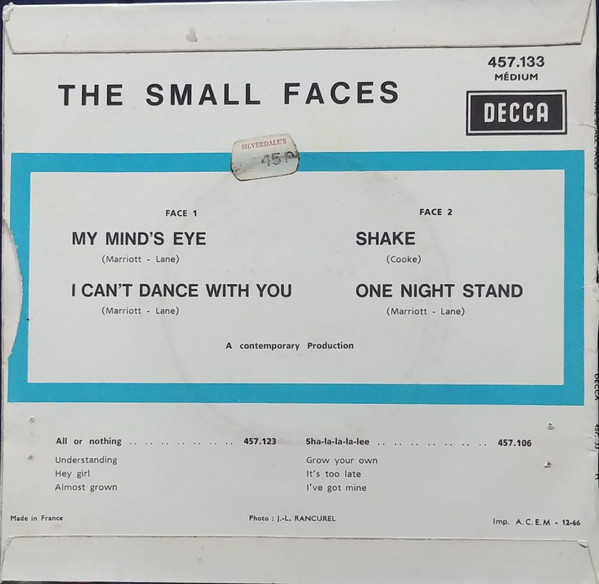 457.133
MÉDIUM
THE SMALL FACES
DECCA
SILVERDALE'S
45P
FACE 1
MY MIND'S EYE
(Marriott - Lane)
I CAN'T DANCE WITH YOU
(Marriott - Lane)
FACE 2
SHAKE
(Cooke)
ONE NIGHT STAND
(Marriott - Lane)
A contemporary Production
All or nothing .. .. .. .. .. .. .. 457.123
Understanding
Hey girl
Almost grown
Sha-la-la-la-lee .. .. .. .. .. .. .. 457.106
Grow your own
It's too late
I've got mine
Made in France
Photo : J.-L. RANCUREL
Imp. A.C.E.M - 12-66
DECCA